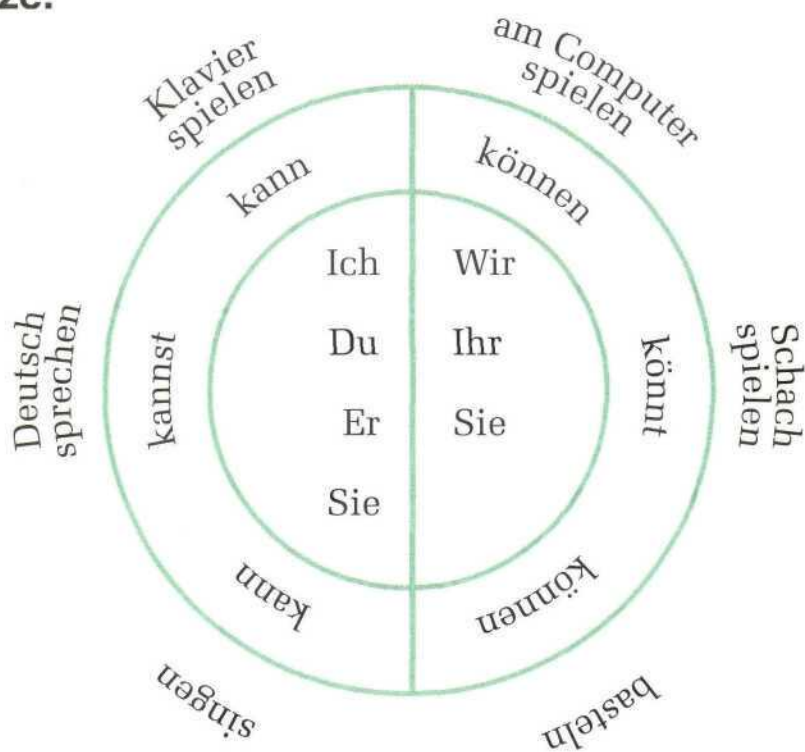 ze.
Klavier
spielen
am Computer
spielen
kann
können
Ich
Wir
Du
Ihr
Er
Sie
Sie
Deutsch
sprechen
kannst
könnt
Schach
spielen
kann
können
singen
basteln